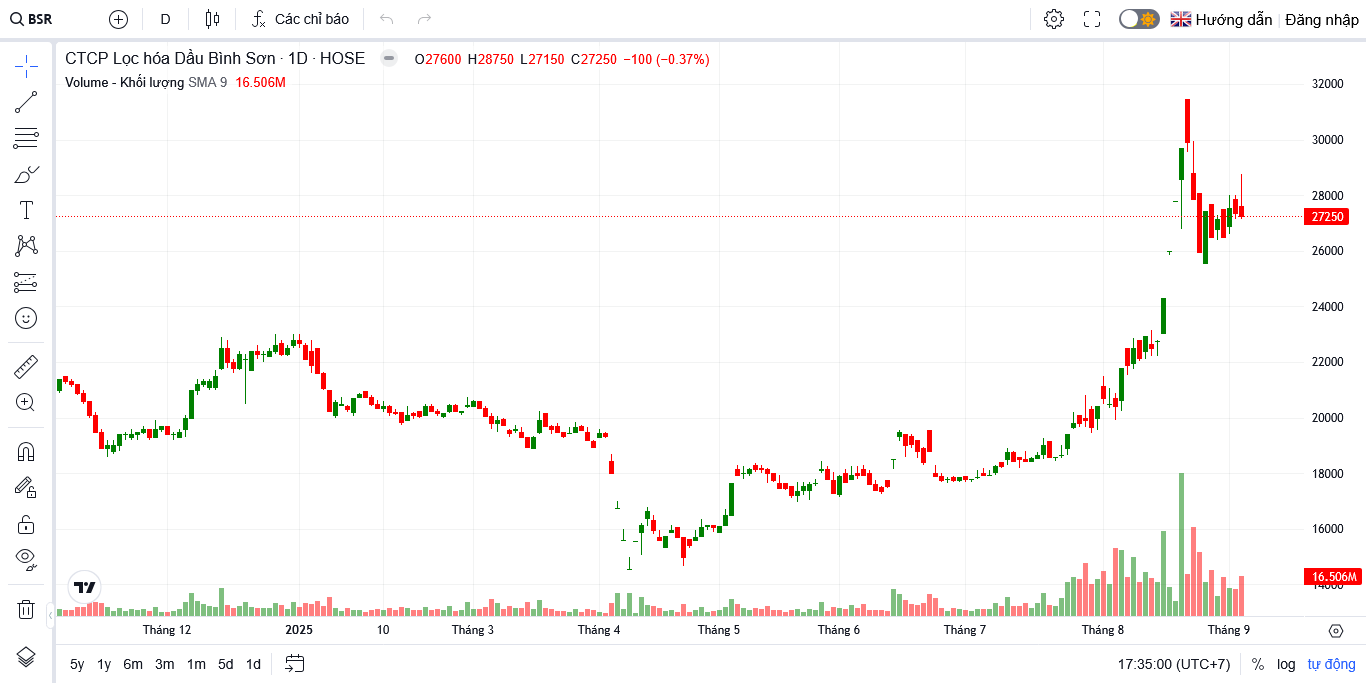 BSR D Các chỉ báo Hướng dẫn Đăng nhập
CTCP Lọc hóa Dầu Bình Sơn · 1D · HOSE O27600 H28750 L27150 C27250 −100 (−0.37%)
Volume - Khối lượng SMA 9 16.506M
32000
30000
28000
27250
26000
24000
22000
20000
18000
16000
16.506M
14000
Tháng 12 2025 10 Tháng 3 Tháng 4 Tháng 5 Tháng 6 Tháng 7 Tháng 8 Tháng 9
5y 1y 6m 3m 1m 5d 1d 17:35:00 (UTC+7) % log tự động